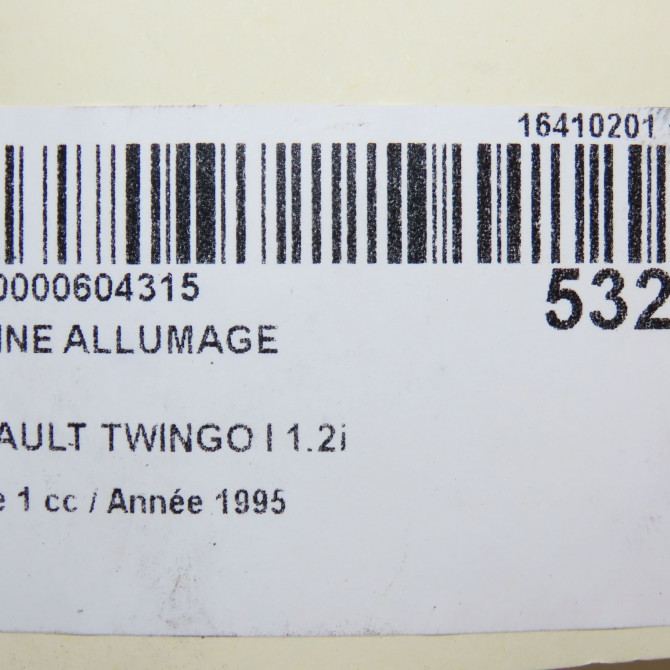 16410201
0000604315
532
INE ALLUMAGE
AULT TWINGO I 1.2i
e 1 cc / Année 1995